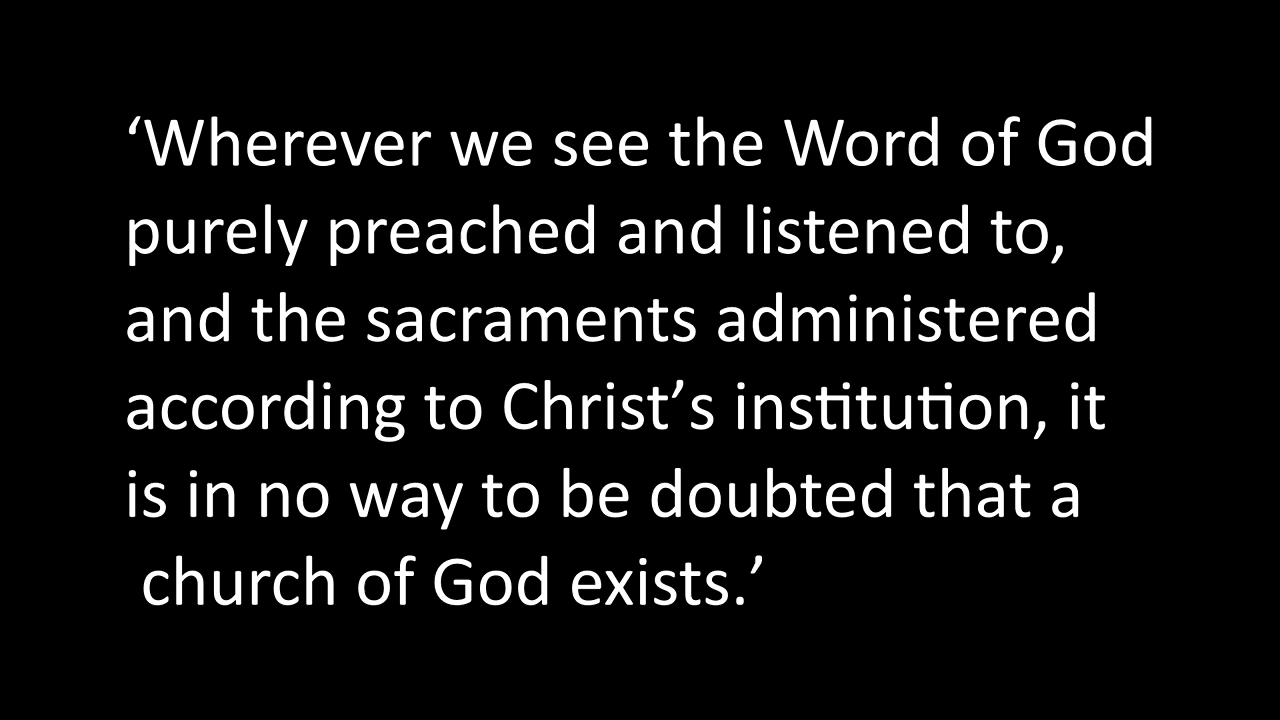 ‘Wherever we see the Word of God
purely preached and listened to,
and the sacraments administered
according to Christ’s institution, it
is in no way to be doubted that a
church of God exists.’